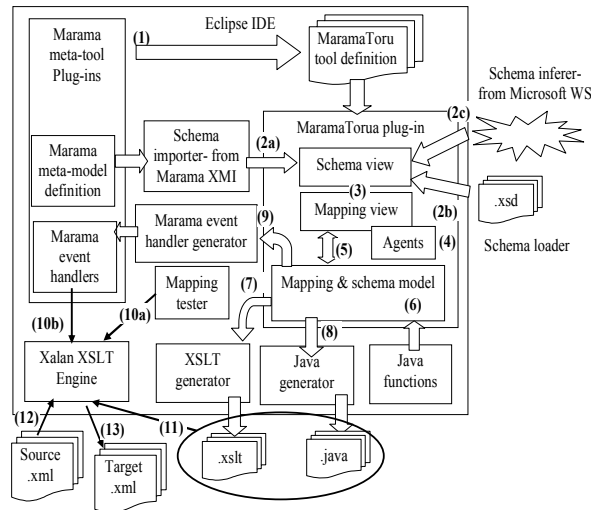 Marama
meta-tool
Plug-ins
(1)
Eclipse IDE
MaramaToru
tool definition
Schema inferer-
from Microsoft WS
Marama
meta-model
definition
Schema
importer- from
Marama XMI
(2a)
MaramaTorua plug-in
(2c)
Schema view
(3)
Mapping view
(2b)
.xsd
Schema loader
Marama
event
handlers
Marama event
handler generator
(9)
(5)
Agents
(4)
Mapping
tester
(7)
Mapping & schema model
(6)
(10b)
(10a)
(8)
Xalan XSLT
Engine
XSLT
generator
Java
generator
Java
functions
(12)
(13)
(11)
Source
.xml
Target
.xml
.xslt
.java